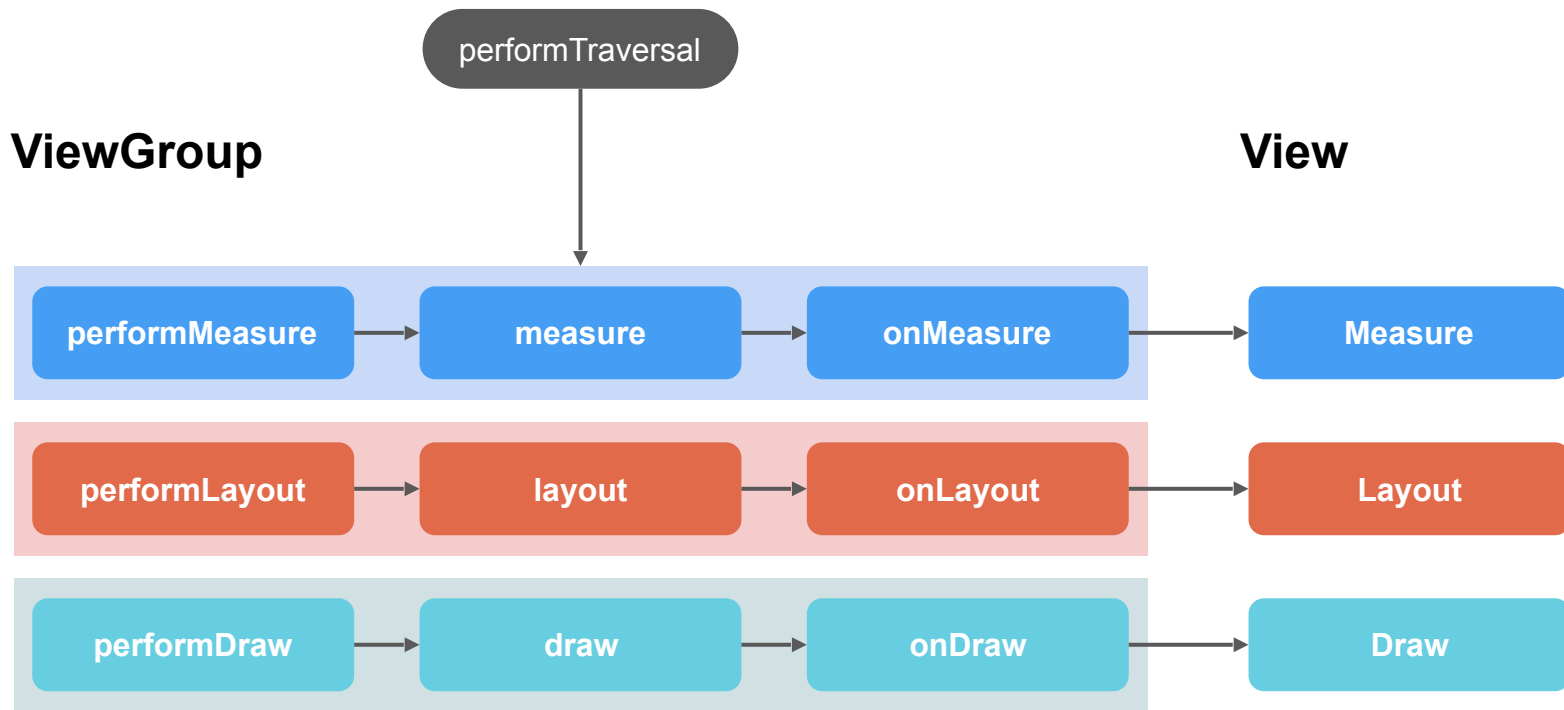 performTraversal
ViewGroup
View
performMeasure
measure
onMeasure
Measure
performLayout
layout
onLayout
Layout
performDraw
draw
onDraw
Draw